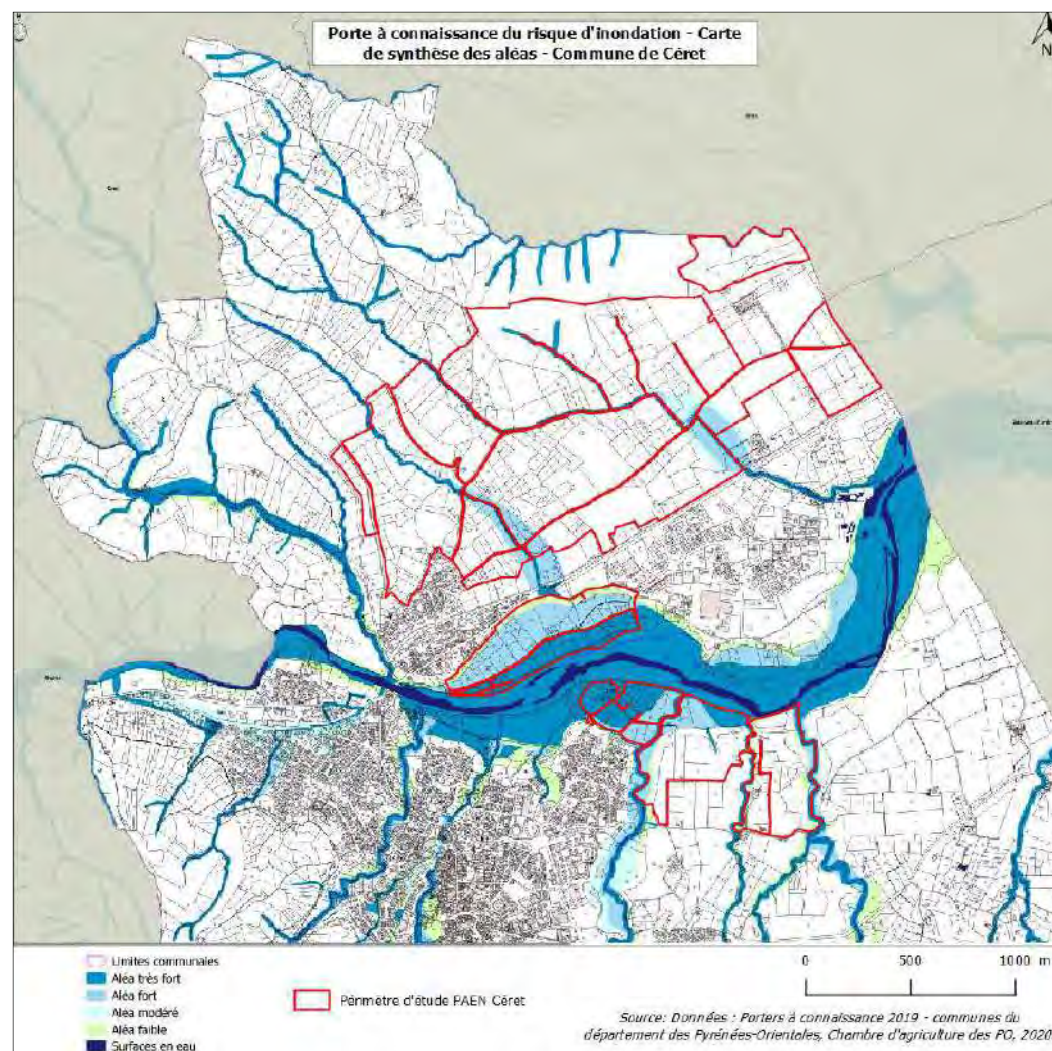 Porte à connaissance du risque d'inondation - Carte
de synthèse des aléas - Commune de Céret
N
Limites communales
Aléa très fort
Aléa fort
Aléa modéré
Aléa faible
Surfaces en eau
Périmètre d'étude PAEN Céret
0 500 1000 m
Source: Données : Porters à connaissance 2019 - communes du
département des Pyrénées-Orientales, Chambre d'agriculture des PO, 2020